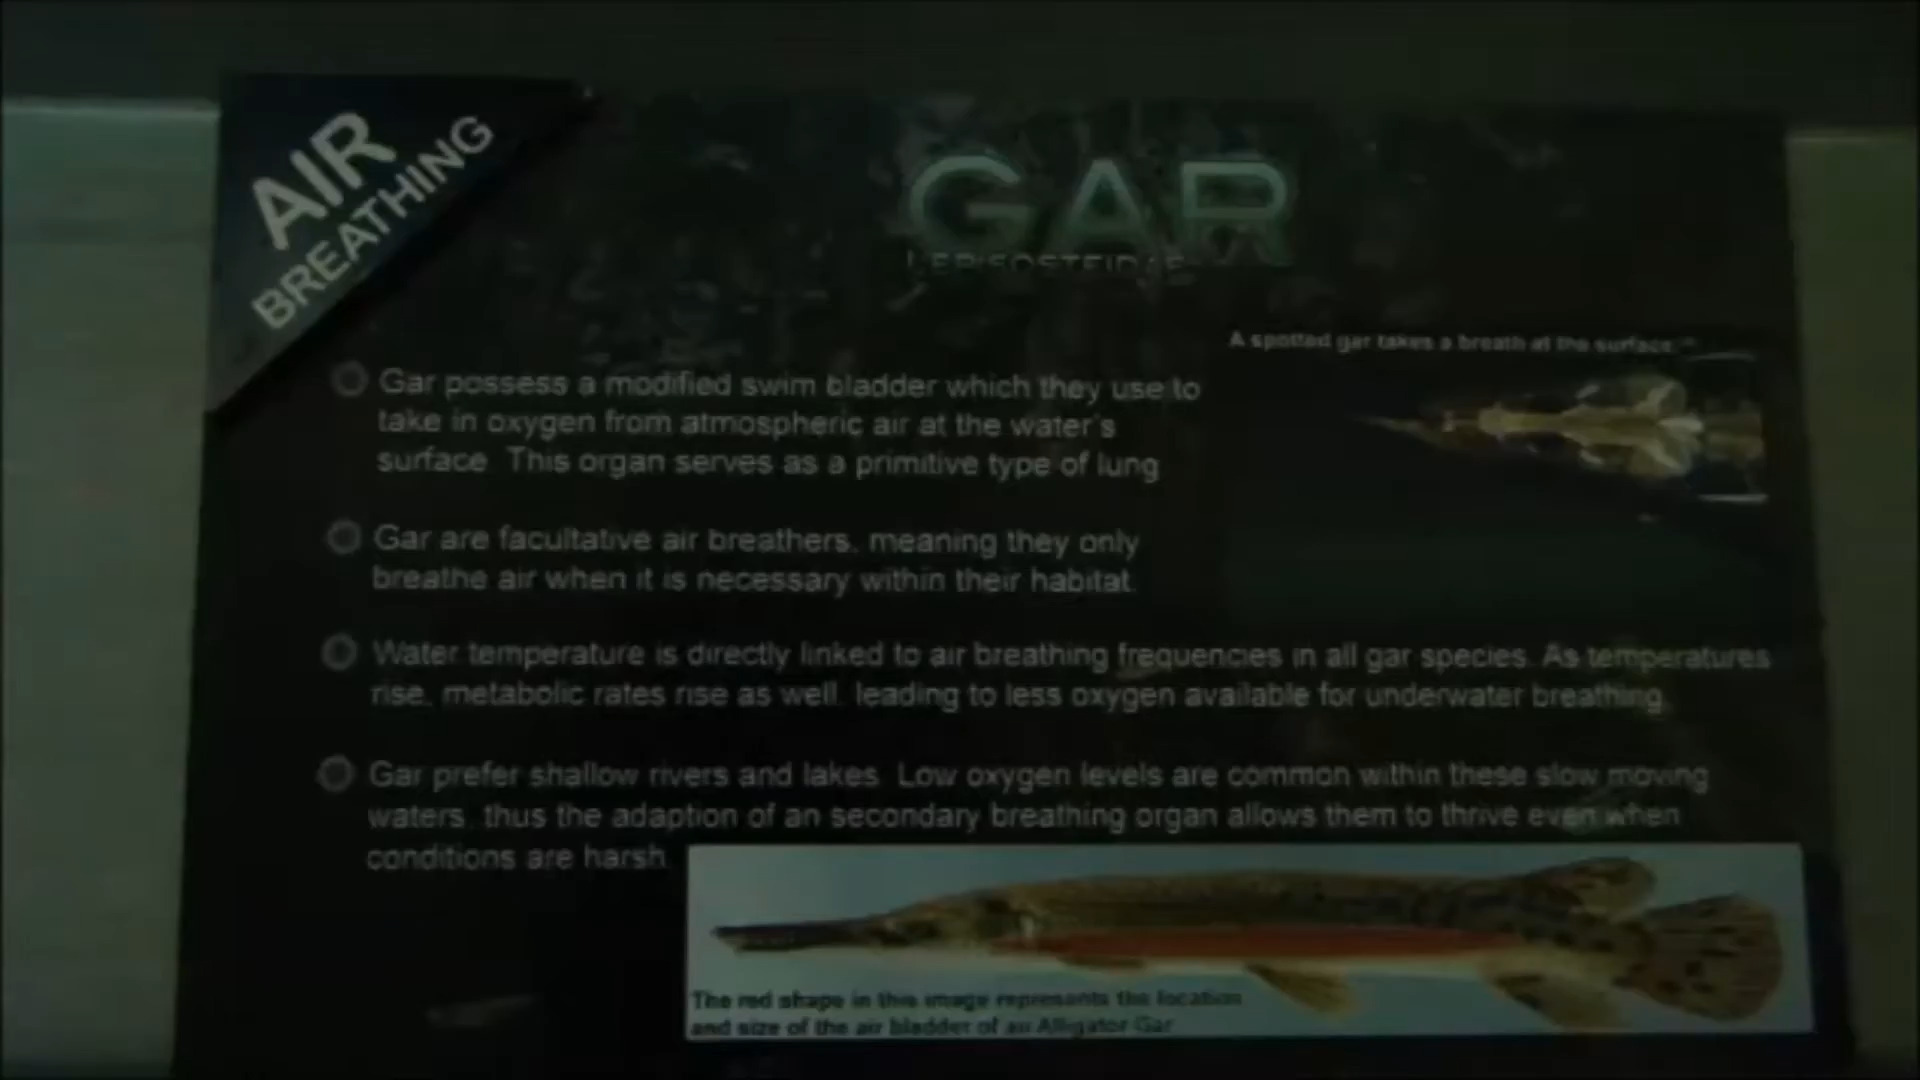 AIR
BREATHING
GAR
LEPISOSTEIDAE
A spotted gar takes a breath at the surface
Gar possess a modified swim bladder which they use to
take in oxygen from atmospheric air at the water's
surface. This organ serves as a primitive type of lung
Gar are facultative air breathers, meaning they only
breathe air when it is necessary within their habitat.
Water temperature is directly linked to air breathing frequencies in all gar species. As temperatures
rise, metabolic rates rise as well, leading to less oxygen available for underwater breathing.
Gar prefer shallow rivers and lakes. Low oxygen levels are common within these slow moving
waters, thus the adaption of an secondary breathing organ allows them to thrive even when
conditions are harsh.
The red shape in this image represents the location
and size of the air bladder of an Alligator Gar